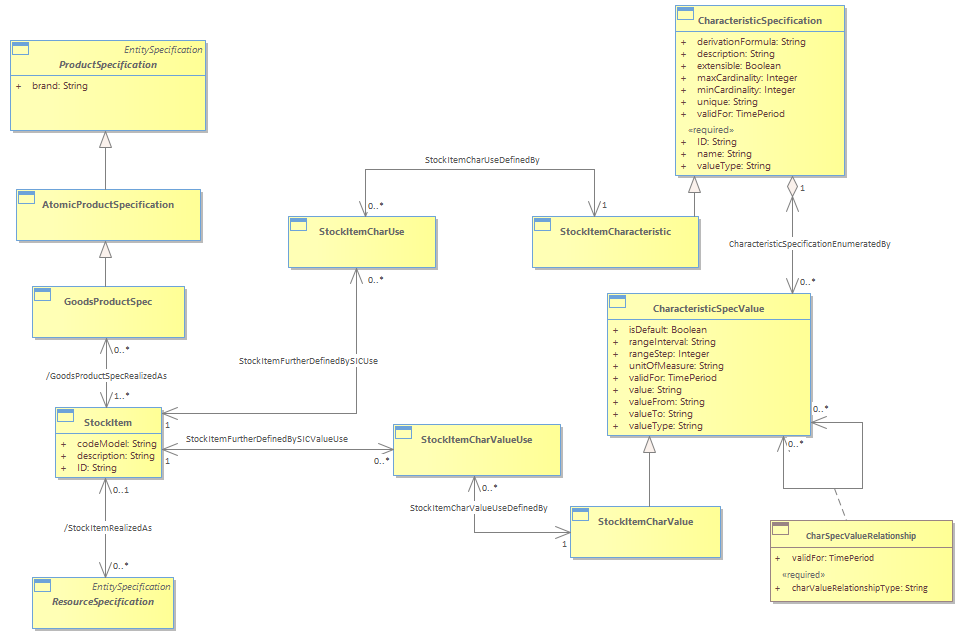 EntitySpecification
ProductSpecification
+ brand: String
AtomicProductSpecification
GoodsProductSpec
0..*
/GoodsProductSpecRealizedAs
1..*
StockItem
+ codeModel: String
+ description: String
+ ID: String
0..1
/StockItemRealizedAs
0..*
EntitySpecification
ResourceSpecification
StockItemCharUseDefinedBy
0..*
1
StockItemCharUse
0..*
StockItemFurtherDefinedBySICUse
1
StockItemFurtherDefinedBySICValueUse
1
0..*
StockItemCharValueUse
0..*
StockItemCharValueUseDefinedBy
1
StockItemCharValue
StockItemCharacteristic
CharacteristicSpecification
+ derivationFormula: String
+ description: String
+ extensible: Boolean
+ maxCardinality: Integer
+ minCardinality: Integer
+ unique: String
+ validFor: TimePeriod
«required»
+ ID: String
+ name: String
+ valueType: String
1
CharacteristicSpecificationEnumeratedBy
0..*
CharacteristicSpecValue
+ isDefault: Boolean
+ rangeInterval: String
+ rangeStep: Integer
+ unitOfMeasure: String
+ validFor: TimePeriod
+ value: String
+ valueFrom: String
+ valueTo: String
+ valueType: String
0..*
0..*
CharSpecValueRelationship
+ validFor: TimePeriod
«required»
+ charValueRelationshipType: String